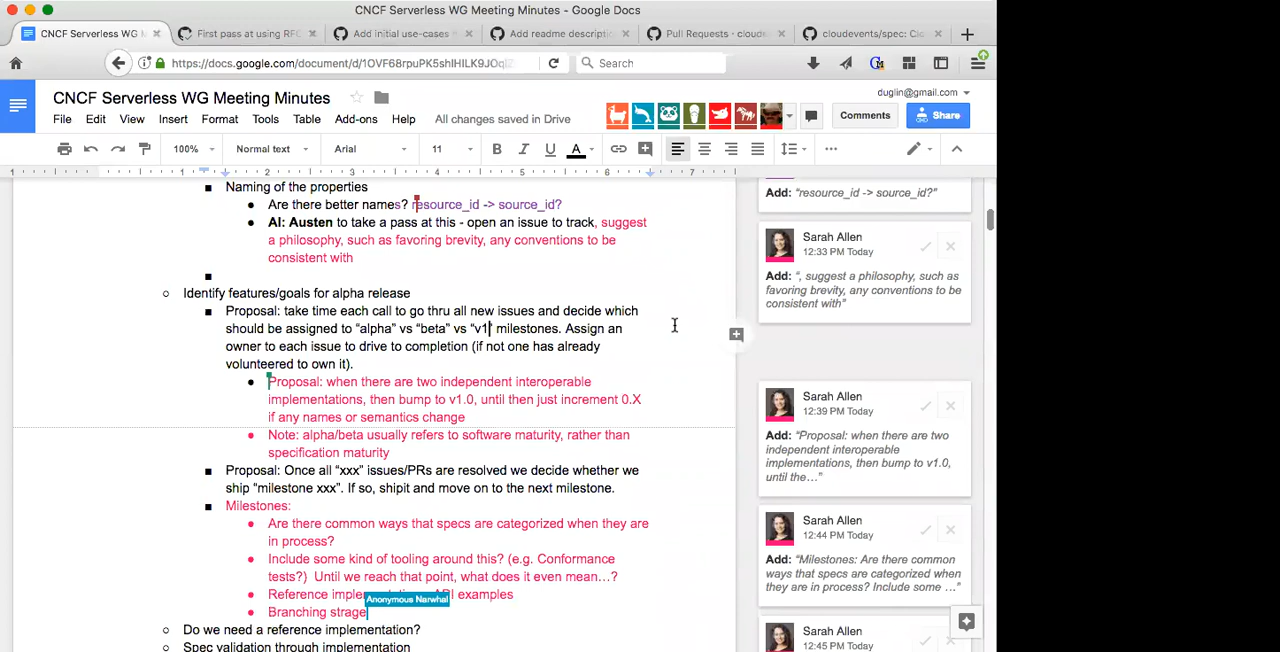 CNCF Serverless WG Meeting Minutes - Google Docs
CNCF Serverless WG M
First pass at using RFC
Add initial use-cases
Add readme descriptio
Pull Requests · cloude
cloudevents/spec: Clo
https://docs.google.com/document/d/1OVF68rpuPK5shlHILK9JOqlZ
Search
duglin@gmail.com
CNCF Serverless WG Meeting Minutes
Comments
Share
File Edit View Insert Format Tools Table Add-ons Help All changes saved in Drive
100% Normal text Arial 11 B I U A
1 1 2 3 4 5 6 7
Naming of the properties
Are there better names? resource_id -> source_id?
AI: Austen to take a pass at this - open an issue to track, suggest
a philosophy, such as favoring brevity, any conventions to be
consistent with
Identify features/goals for alpha release
Proposal: take time each call to go thru all new issues and decide which
should be assigned to “alpha” vs “beta” vs “v1” milestones. Assign an
owner to each issue to drive to completion (if not one has already
volunteered to own it).
Proposal: when there are two independent interoperable
implementations, then bump to v1.0, until then just increment 0.X
if any names or semantics change
Note: alpha/beta usually refers to software maturity, rather than
specification maturity
Proposal: Once all “xxx” issues/PRs are resolved we decide whether we
ship “milestone xxx”. If so, shipit and move on to the next milestone.
Milestones:
Are there common ways that specs are categorized when they are
in process?
Include some kind of tooling around this? (e.g. Conformance
tests?) Until we reach that point, what does it even mean…?
Reference examples
Anonymous Narwhal
Branching strage
Do we need a reference implementation?
Spec validation through implementation
Add: “resource_id -> source_id?”
Sarah Allen
12:33 PM Today
Add: “, suggest a philosophy, such as
favoring brevity, any conventions to be
consistent with”
Sarah Allen
12:39 PM Today
Add: “Proposal: when there are two
independent interoperable
implementations, then bump to v1.0,
until the…”
Sarah Allen
12:44 PM Today
Add: “Milestones: Are there common
ways that specs are categorized when
they are in process? Include some …”
Sarah Allen
12:45 PM Today